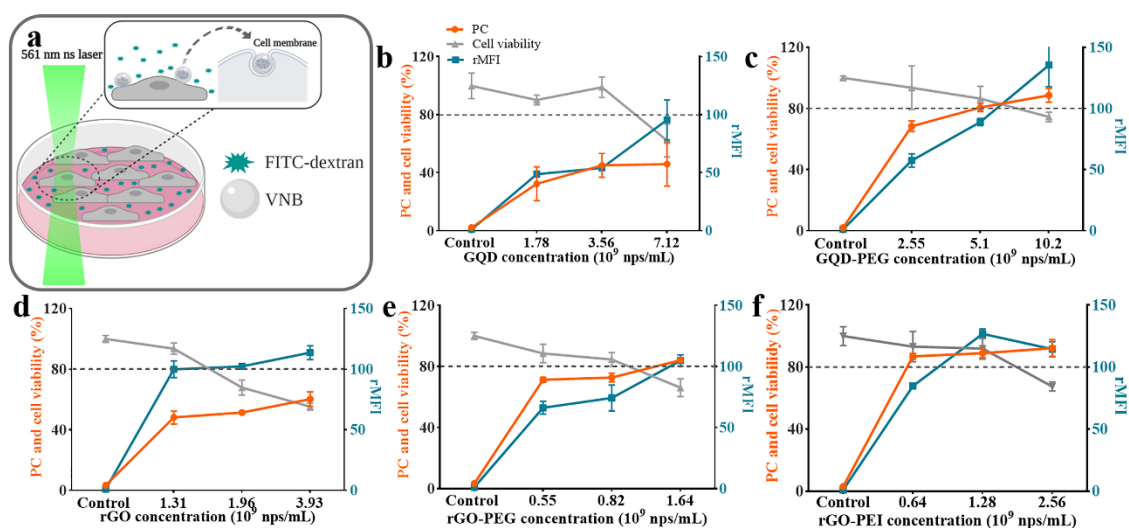 a
561 nm ns laser
Cell membrane
FITC-dextran
VNB
b
PC
Cell viability
rMFI
PC and cell viability (%)
120
80
40
0
150
100
50
0
rMFI
Control 1.78 3.56 7.12
GQD concentration (10⁹ nps/mL)
c
PC and cell viability (%)
120
80
40
0
150
100
50
0
rMFI
Control 2.55 5.1 10.2
GQD-PEG concentration (10⁹ nps/mL)
d
PC and cell viability (%)
120
80
40
0
150
100
50
0
rMFI
Control 1.31 1.96 3.93
rGO concentration (10⁹ nps/mL)
e
PC and cell viability (%)
120
80
40
0
150
100
50
0
rMFI
Control 0.55 0.82 1.64
rGO-PEG concentration (10⁹ nps/mL)
f
PC and cell viabilidy (%)
120
80
40
0
150
100
50
0
rMFI
Control 0.64 1.28 2.56
rGO-PEI concentration (10⁹ nps/mL)